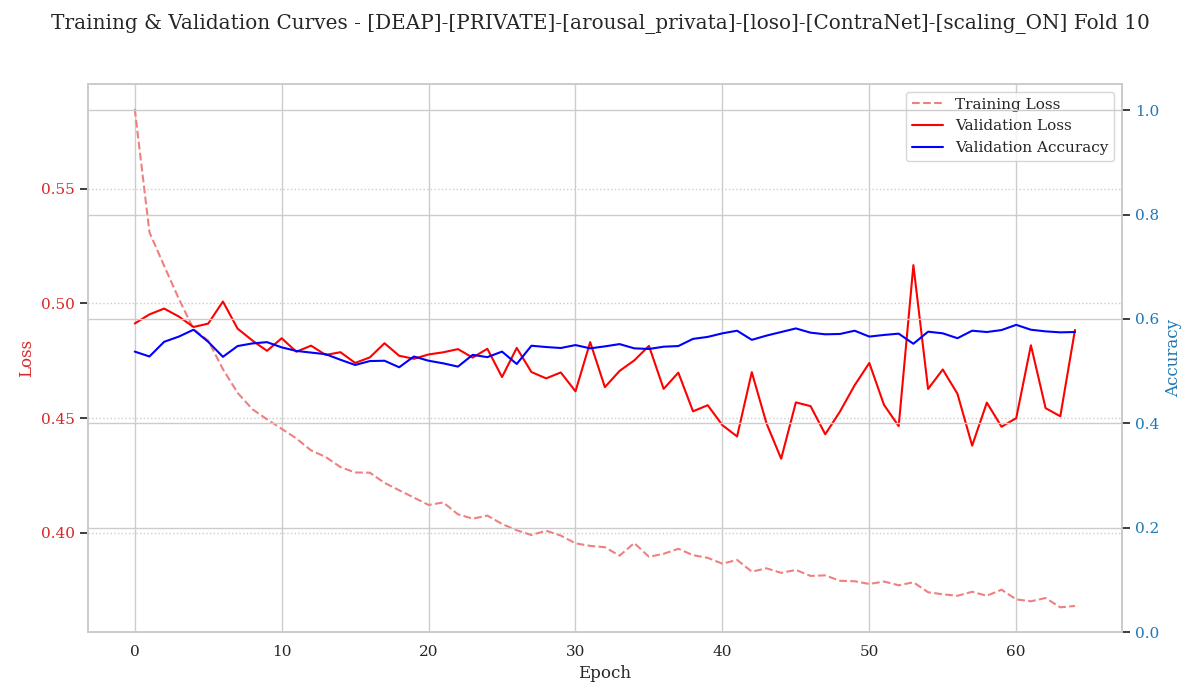 Training & Validation Curves - [DEAP]-[PRIVATE]-[arousal_privata]-[loso]-[ContraNet]-[scaling_ON] Fold 10
Training Loss
Validation Loss
Validation Accuracy
Loss
0.55
0.50
0.45
0.40
1.0
0.8
0.6
0.4
0.2
0.0
Accuracy
0 10 20 30 40 50 60
Epoch